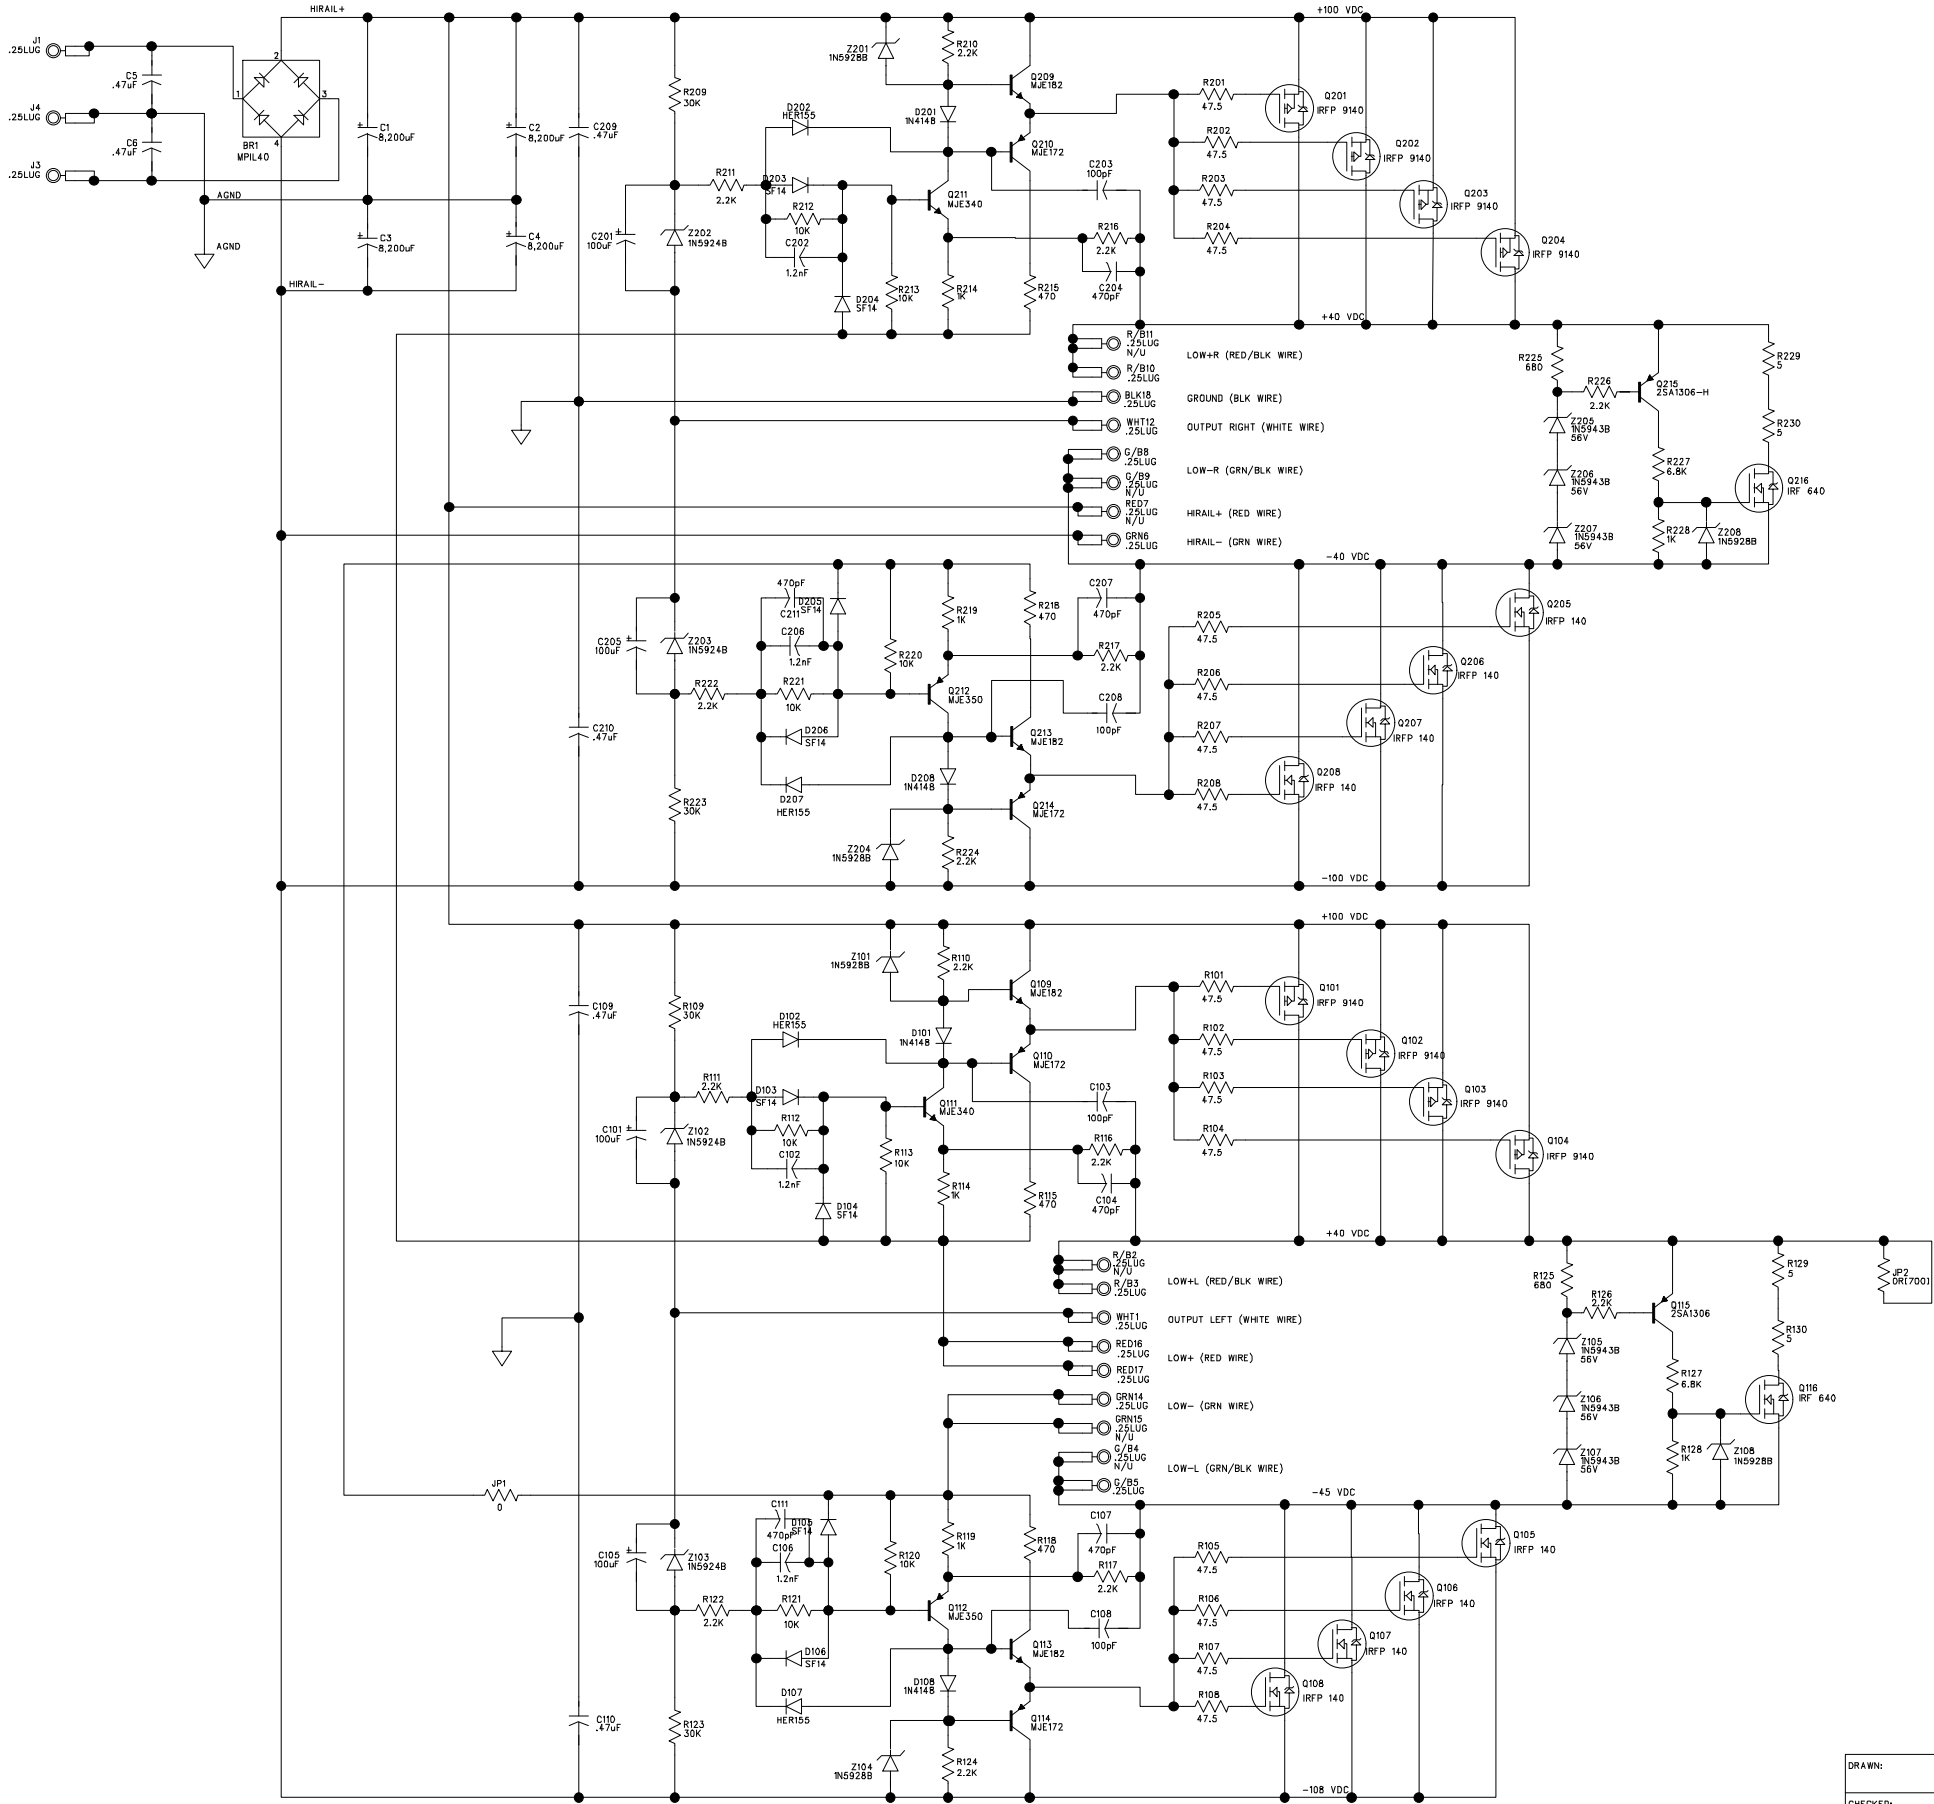 HIRAIL+
+100 VDC
J1
.25LUG
C5
.47uF
J4
.25LUG
C6
.47uF
J3
.25LUG
2
1
3
4
BR1
MPIL40
C1
8,200uF
C2
8,200uF
C209
.47uF
AGND
AGND
C3
8,200uF
C4
8,200uF
HIRAIL-
R209
30K
Z201
1N5928B
R210
2.2K
Q209
MJE182
D202
HER155
D201
1N4148
Q210
MJE172
R211
2.2K
D203
SF14
R212
10K
C202
1.2nF
Q211
MJE340
C201
100uF
Z202
1N5924B
D204
SF14
R213
10K
R214
1K
R215
470
C203
100pF
R216
2.2K
C204
470pF
R201
47.5
R202
47.5
R203
47.5
R204
47.5
Q201
IRFP 9140
Q202
IRFP 9140
Q203
IRFP 9140
Q204
IRFP 9140
+40 VDC
R/B11
.25LUG
N/U
LOW+R (RED/BLK WIRE)
R/B10
.25LUG
BLK18
.25LUG
GROUND (BLK WIRE)
WHT12
.25LUG
OUTPUT RIGHT (WHITE WIRE)
G/B8
.25LUG
LOW-R (GRN/BLK WIRE)
G/B9
.25LUG
N/U
RED7
.25LUG
N/U
HIRAIL+ (RED WIRE)
GRN6
.25LUG
HIRAIL- (GRN WIRE)
R225
680
R226
2.2K
Q215
2SA1306-H
R229
5
R230
5
Z205
1N5943B
56V
Z206
1N5943B
56V
Z207
1N5943B
56V
R227
6.8K
R228
1K
Z208
1N5928B
Q216
IRF 640
-40 VDC
470pF
C211
D205
SF14
C206
1.2nF
R219
1K
R218
470
C207
470pF
R217
2.2K
C205
100uF
Z203
1N5924B
R220
10K
R222
2.2K
R221
10K
Q212
MJE350
C208
100pF
D206
SF14
Q213
MJE182
D207
HER155
D208
1N4148
Q214
MJE172
C210
.47uF
R223
30K
Z204
1N5928B
R224
2.2K
R205
47.5
R206
47.5
R207
47.5
R208
47.5
Q205
IRFP 140
Q206
IRFP 140
Q207
IRFP 140
Q208
IRFP 140
-100 VDC
+100 VDC
C109
.47uF
R109
30K
Z101
1N5928B
R110
2.2K
Q109
MJE182
D102
HER155
D101
1N4148
Q110
MJE172
R111
2.2K
D103
SF14
R112
10K
C102
1.2nF
Q111
MJE340
C101
100uF
Z102
1N5924B
D104
SF14
R113
10K
R114
1K
R115
470
C103
100pF
R116
2.2K
C104
470pF
R101
47.5
R102
47.5
R103
47.5
R104
47.5
Q101
IRFP 9140
Q102
IRFP 9140
Q103
IRFP 9140
Q104
IRFP 9140
+40 VDC
R/B2
.25LUG
N/U
R/B3
.25LUG
LOW+L (RED/BLK WIRE)
WHT1
.25LUG
OUTPUT LEFT (WHITE WIRE)
RED16
.25LUG
LOW+ (RED WIRE)
RED17
.25LUG
GRN14
.25LUG
LOW- (GRN WIRE)
GRN15
.25LUG
N/U
G/B4
.25LUG
N/U
LOW-L (GRN/BLK WIRE)
G/B5
.25LUG
R125
680
R126
2.2K
Q115
2SA1306
R129
5
R130
5
JP2
OR[700]
Z105
1N5943B
56V
Z106
1N5943B
56V
Z107
1N5943B
56V
R127
6.8K
R128
1K
Z108
1N5928B
Q116
IRF 640
-45 VDC
JP1
0
C111
470pF
D105
SF14
C106
1.2nF
R119
1K
R118
470
C107
470pF
R117
2.2K
C105
100uF
Z103
1N5924B
R120
10K
R122
2.2K
R121
10K
Q112
MJE350
C108
100pF
D106
SF14
Q113
MJE182
D107
HER155
D108
1N4148
Q114
MJE172
C110
.47uF
R123
30K
Z104
1N5928B
R124
2.2K
R105
47.5
R106
47.5
R107
47.5
R108
47.5
Q105
IRFP 140
Q106
IRFP 140
Q107
IRFP 140
Q108
IRFP 140
-108 VDC
DRAWN:
CHECKED: